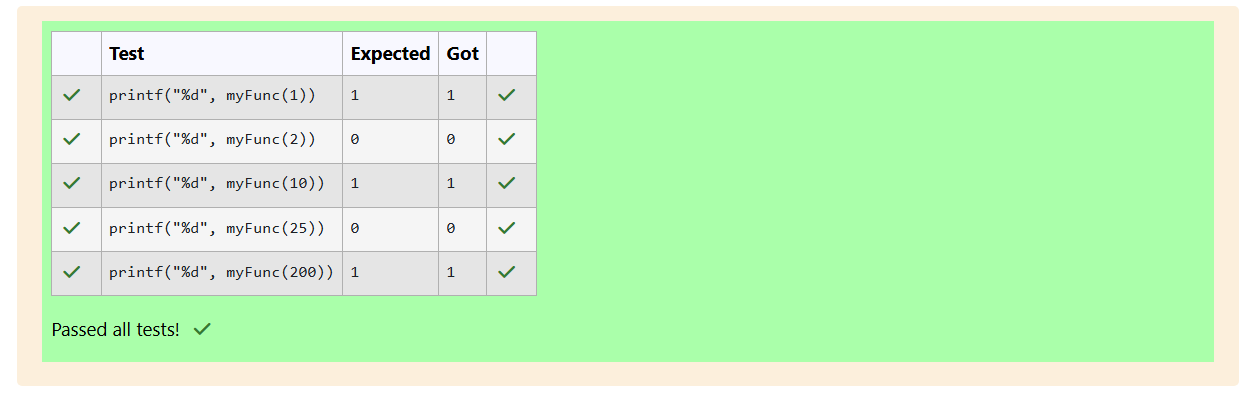 Test Expected Got
printf("%d", myFunc(1)) 1 1
printf("%d", myFunc(2)) 0 0
printf("%d", myFunc(10)) 1 1
printf("%d", myFunc(25)) 0 0
printf("%d", myFunc(200)) 1 1
Passed all tests!